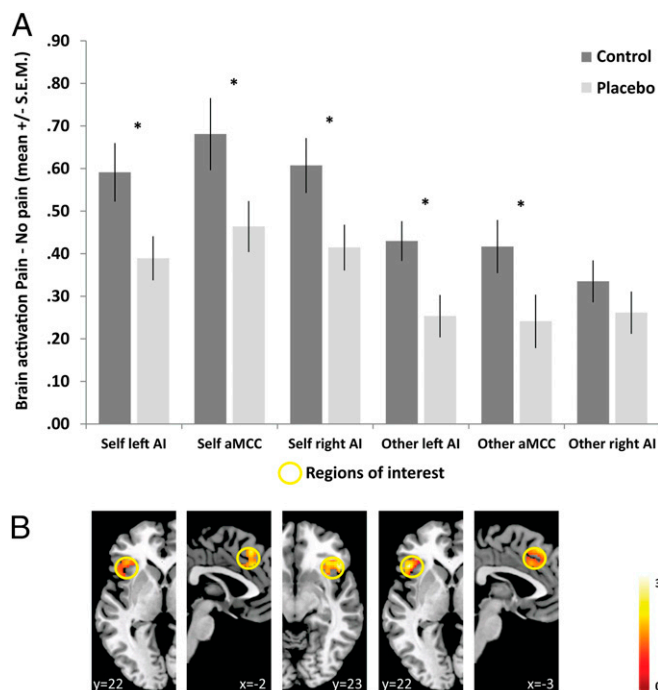 A
Brain activation Pain - No pain (mean +/- S.E.M.)
.90
.80
.70
.60
.50
.40
.30
.20
.10
.00
Control
Placebo
*
*
*
*
*
Self left AI
Self aMCC
Self right AI
Other left AI
Other aMCC
Other right AI
Regions of interest
B
y=22
x=-2
y=23
y=22
x=-3